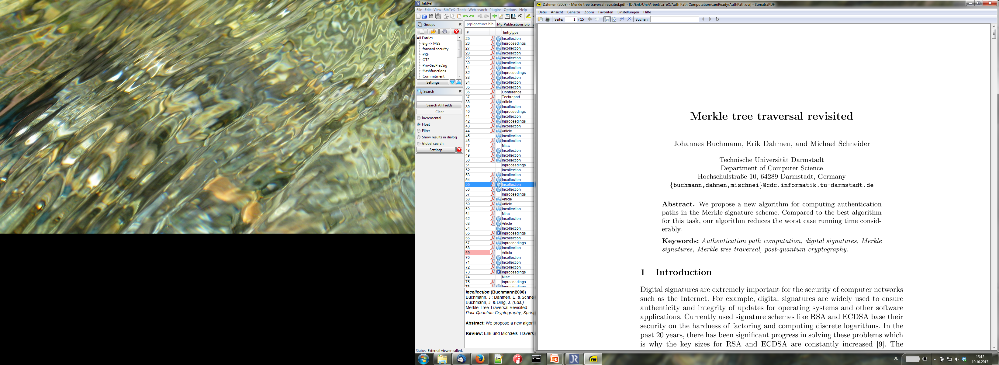 JabRef
File Edit View BibTeX Tools Web search Plugins Options Help
Groups
All Entries
Sig -> MSS
forward security
PRF
OTS
ProvSecPracSig
Hashfunctions
Commitment
Settings
Search
Search All Fields
Clear
Incremental
Float
Filter
Show results in dialog
Global search
Settings
pqsignatures.bib My_Publications.bib
# Entrytype
25 Incollection
26 Inproceedings
27 Incollection
28 Incollection
29 Incollection
30 Incollection
31 Incollection
32 Inproceedings
33 Incollection
34 Incollection
35 Incollection
36 Conference
37 Techreport
38 Article
39 Incollection
40 Inproceedings
41 Incollection
42 Inproceedings
43 Incollection
44 Article
45 Incollection
46 Incollection
47 Misc
48 Incollection
49 Incollection
50 Incollection
51 Inproceedings
52 Incollection
53 Incollection
54 Incollection
55 Incollection
56 Incollection
57 Inproceedings
58 Article
59 Article
60 Incollection
61 Misc
62 Incollection
63 Article
64 Incollection
65 Inproceedings
66 Incollection
67 Inproceedings
68 Incollection
69 Article
70 Incollection
71 Incollection
72 Incollection
73 Inproceedings
74 Misc
75 Inproceedings
76 Inproceedings
Incollection (Buchmann2008)
Buchmann, J.; Dahmen, E. & Schne
Buchmann, J. & Ding, J. (Eds.)
Merkle Tree Traversal Revisited
Post-Quantum Cryptography, Spring
Abstract: We propose a new algori
Review: Erik und Michaels Travers
Status: External viewer called.
Dahmen (2008) - Merkle tree traversal revisited.pdf - [D:/Erik/Uni/Arbeit/LaTeX/Auth Path Computation/camReady/AuthPath.dvi] - SumatraPDF
Datei Ansicht Gehe zu Zoom Favoriten Einstellungen Hilfe
Seite: 1 / 15 Suchen:
Merkle tree traversal revisited
Johannes Buchmann, Erik Dahmen, and Michael Schneider
Technische Universität Darmstadt
Department of Computer Science
Hochschulstraße 10, 64289 Darmstadt, Germany
{buchmann,dahmen,mischnei}@cdc.informatik.tu-darmstadt.de
Abstract. We propose a new algorithm for computing authentication
paths in the Merkle signature scheme. Compared to the best algorithm
for this task, our algorithm reduces the worst case running time consid-
erably.
Keywords: Authentication path computation, digital signatures, Merkle
signatures, Merkle tree traversal, post-quantum cryptography.
1 Introduction
Digital signatures are extremely important for the security of computer networks
such as the Internet. For example, digital signatures are widely used to ensure
authenticity and integrity of updates for operating systems and other software
applications. Currently used signature schemes like RSA and ECDSA base their
security on the hardness of factoring and computing discrete logarithms. In the
past 20 years, there has been significant progress in solving these problems which
is why the key sizes for RSA and ECDSA are constantly increased [9]. The
JR
PDF
DE
13:12
10.10.2013